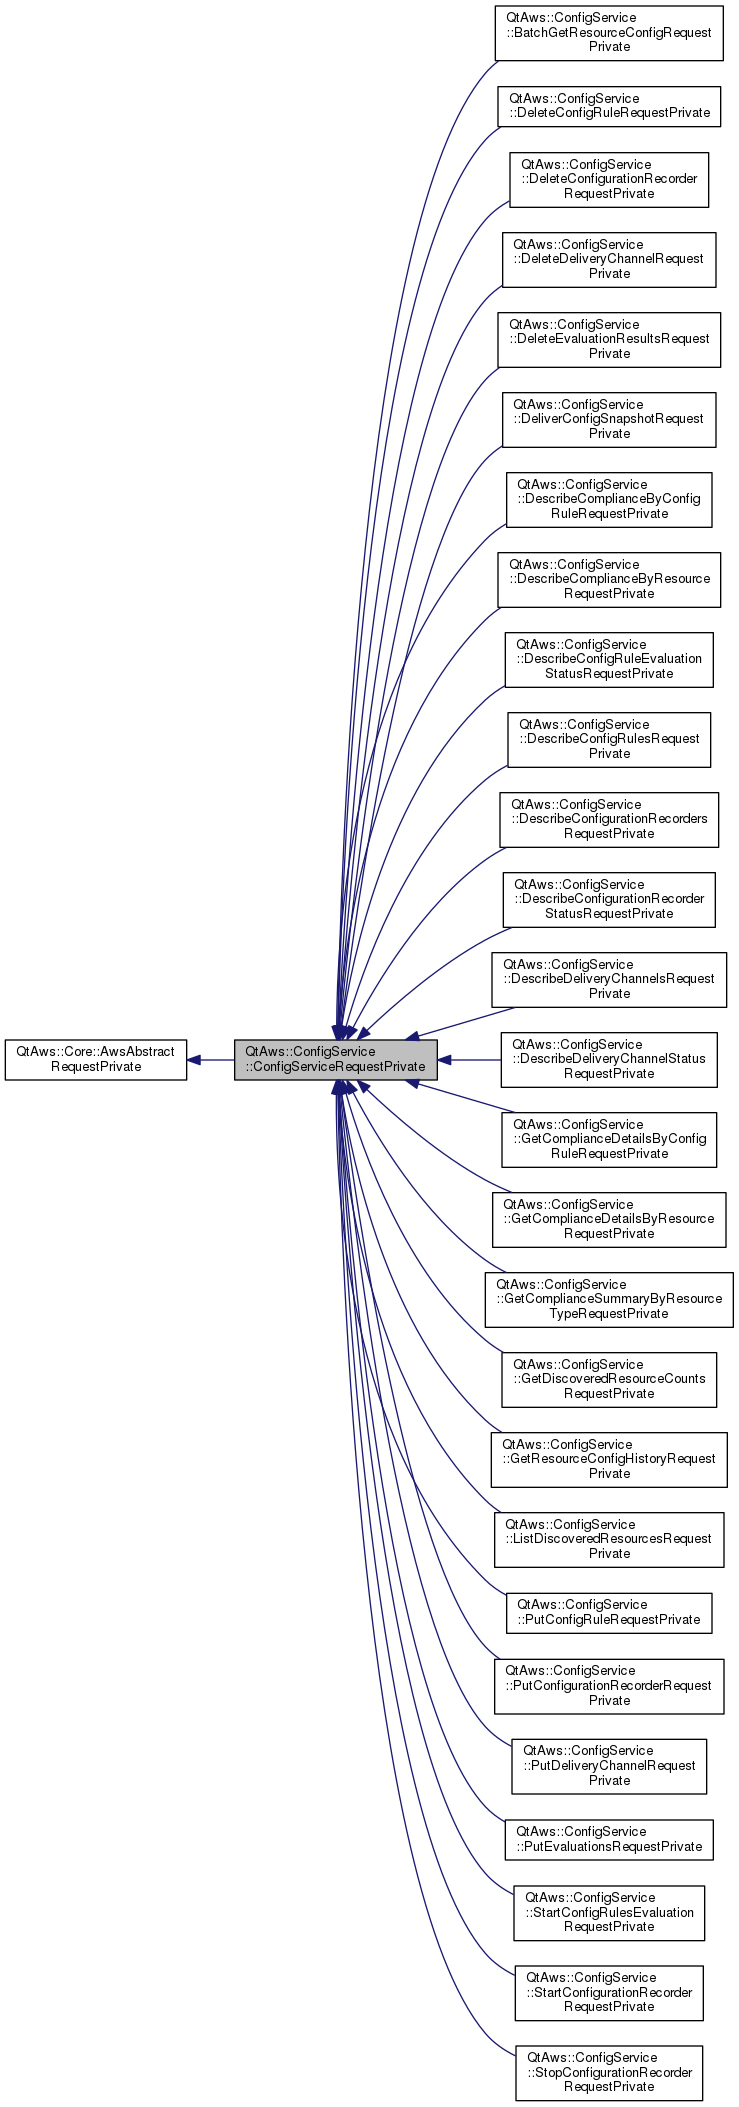 QtAws::ConfigService
::BatchGetResourceConfigRequest
Private
QtAws::ConfigService
::DeleteConfigRuleRequestPrivate
QtAws::ConfigService
::DeleteConfigurationRecorder
RequestPrivate
QtAws::ConfigService
::DeleteDeliveryChannelRequest
Private
QtAws::ConfigService
::DeleteEvaluationResultsRequest
Private
QtAws::ConfigService
::DeliverConfigSnapshotRequest
Private
QtAws::ConfigService
::DescribeComplianceByConfig
RuleRequestPrivate
QtAws::ConfigService
::DescribeComplianceByResource
RequestPrivate
QtAws::ConfigService
::DescribeConfigRuleEvaluation
StatusRequestPrivate
QtAws::ConfigService
::DescribeConfigRulesRequest
Private
QtAws::ConfigService
::DescribeConfigurationRecorders
RequestPrivate
QtAws::ConfigService
::DescribeConfigurationRecorder
StatusRequestPrivate
QtAws::ConfigService
::DescribeDeliveryChannelsRequest
Private
QtAws::Core::AwsAbstract
RequestPrivate
QtAws::ConfigService
::ConfigServiceRequestPrivate
QtAws::ConfigService
::DescribeDeliveryChannelStatus
RequestPrivate
QtAws::ConfigService
::GetComplianceDetailsByConfig
RuleRequestPrivate
QtAws::ConfigService
::GetComplianceDetailsByResource
RequestPrivate
QtAws::ConfigService
::GetComplianceSummaryByResource
TypeRequestPrivate
QtAws::ConfigService
::GetDiscoveredResourceCounts
RequestPrivate
QtAws::ConfigService
::GetResourceConfigHistoryRequest
Private
QtAws::ConfigService
::ListDiscoveredResourcesRequest
Private
QtAws::ConfigService
::PutConfigRuleRequestPrivate
QtAws::ConfigService
::PutConfigurationRecorderRequest
Private
QtAws::ConfigService
::PutDeliveryChannelRequest
Private
QtAws::ConfigService
::PutEvaluationsRequestPrivate
QtAws::ConfigService
::StartConfigRulesEvaluation
RequestPrivate
QtAws::ConfigService
::StartConfigurationRecorder
RequestPrivate
QtAws::ConfigService
::StopConfigurationRecorder
RequestPrivate